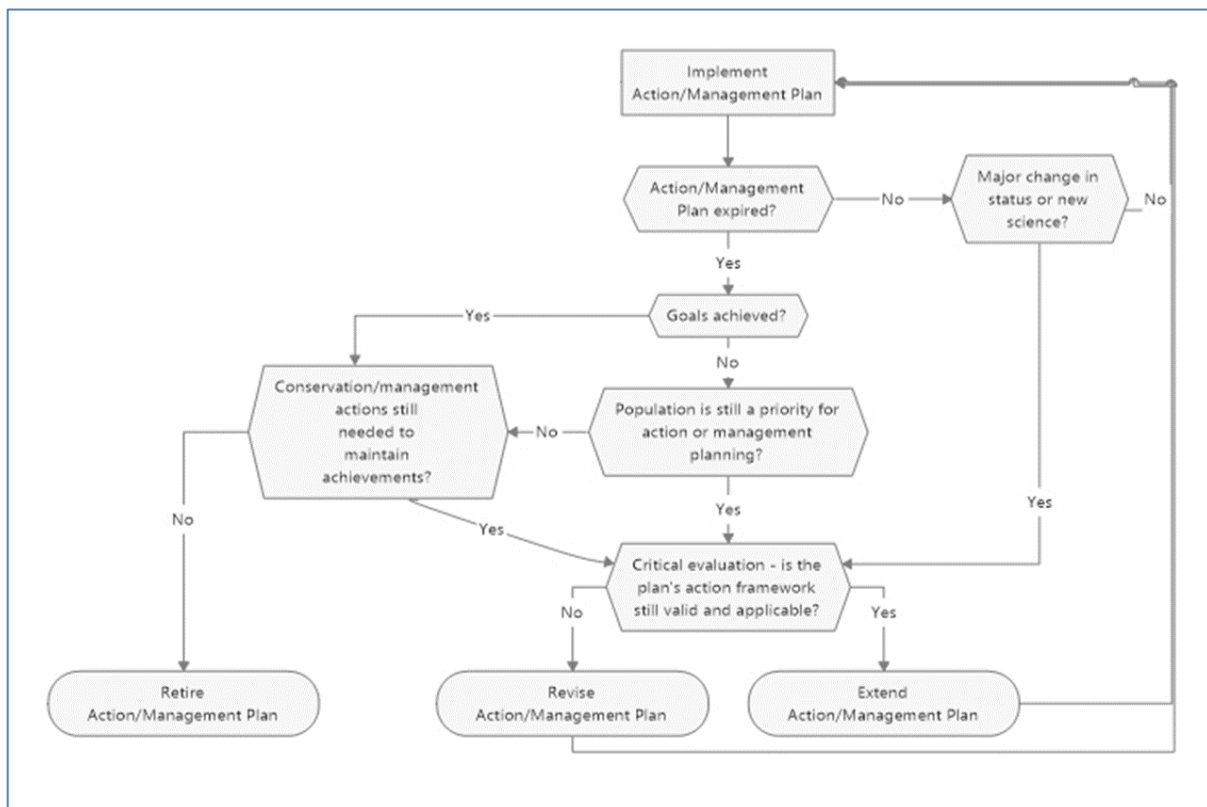 Implement
Action/Management Plan
Action/Management
Plan expired?
No
Major change in
status or new
science?
No
Yes
Goals achieved?
Yes
No
Conservation/management
actions still
needed to
maintain
achievements?
No
Population is still a priority for
action or management
planning?
No
Yes
Yes
Yes
Critical evaluation - is the
plan's action framework
still valid and applicable?
No
Yes
Retire
Action/Management Plan
Revise
Action/Management Plan
Extend
Action/Management Plan